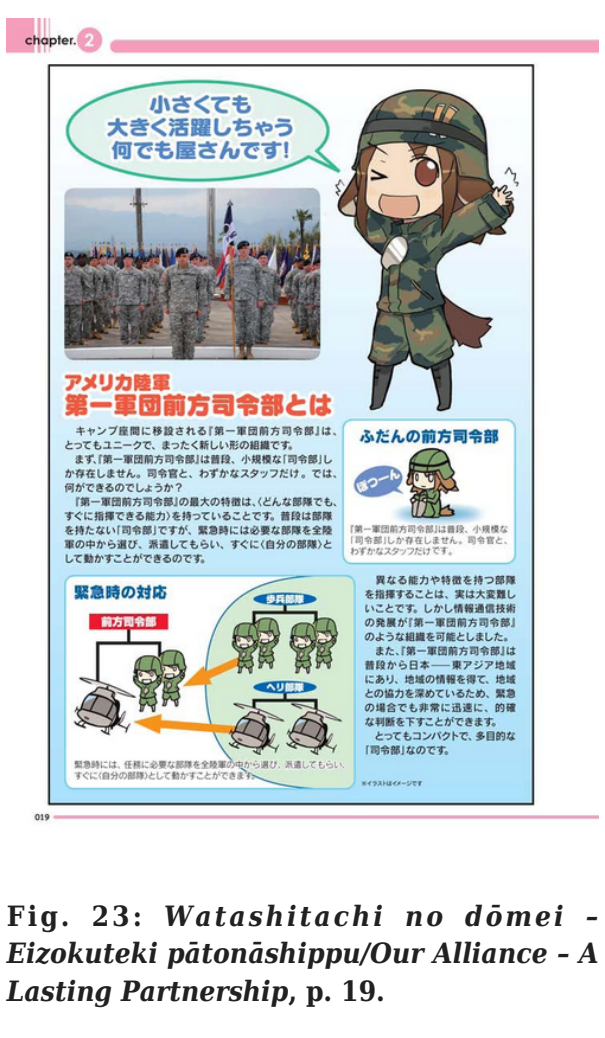 chapter. 2
小さくても
大きく活躍しちゃう
何でも屋さんです!
アメリカ陸軍
第一軍団前方司令部とは
キャンプ座間に移設される『第一軍団前方司令部』は、
とってもユニークで、まったく新しい形の組織です。
まず、『第一軍団前方司令部』は普段、小規模な『司令部』し
か存在しません。司令官と、わずかなスタッフだけ。では、
何ができるのでしょうか?
『第一軍団前方司令部』の最大の特徴は、〈どんな部隊でも、
すぐに指揮できる能力〉を持っていることです。普段は部隊
を持たない『司令部』ですが、緊急時には必要な部隊を全陸
軍の中から選び、派遣してもらい、すぐに〈自分の部隊〉と
して動かすことができるのです。
ふだんの前方司令部
ぽつーん
『第一軍団前方司令部』は普段、小規模な
『司令部』しか存在しません。司令官と、
わずかなスタッフだけです。
緊急時の対応
前方司令部
歩兵部隊
ヘリ部隊
緊急時には、任務に必要な部隊を全陸軍の中から選び、派遣してもらい、
すぐに〈自分の部隊〉として動かすことができます。
異なる能力や特徴を持つ部隊
を指揮することは、実は大変難し
いことです。しかし情報通信技術
の発展が『第一軍団前方司令部』
のような組織を可能としました。
また、『第一軍団前方司令部』は
普段から日本——東アジア地域
にあり、地域の情報を得て、地域
との協力を深めているため、緊急
の場合でも非常に迅速に、的確
な判断を下すことができます。
とってもコンパクトで、多目的な
『司令部』なのです。
※イラストはイメージです
019
Fig. 23: Watashitachi no dōmei –
Eizokuteki pātonāshippu/Our Alliance – A
Lasting Partnership, p. 19.